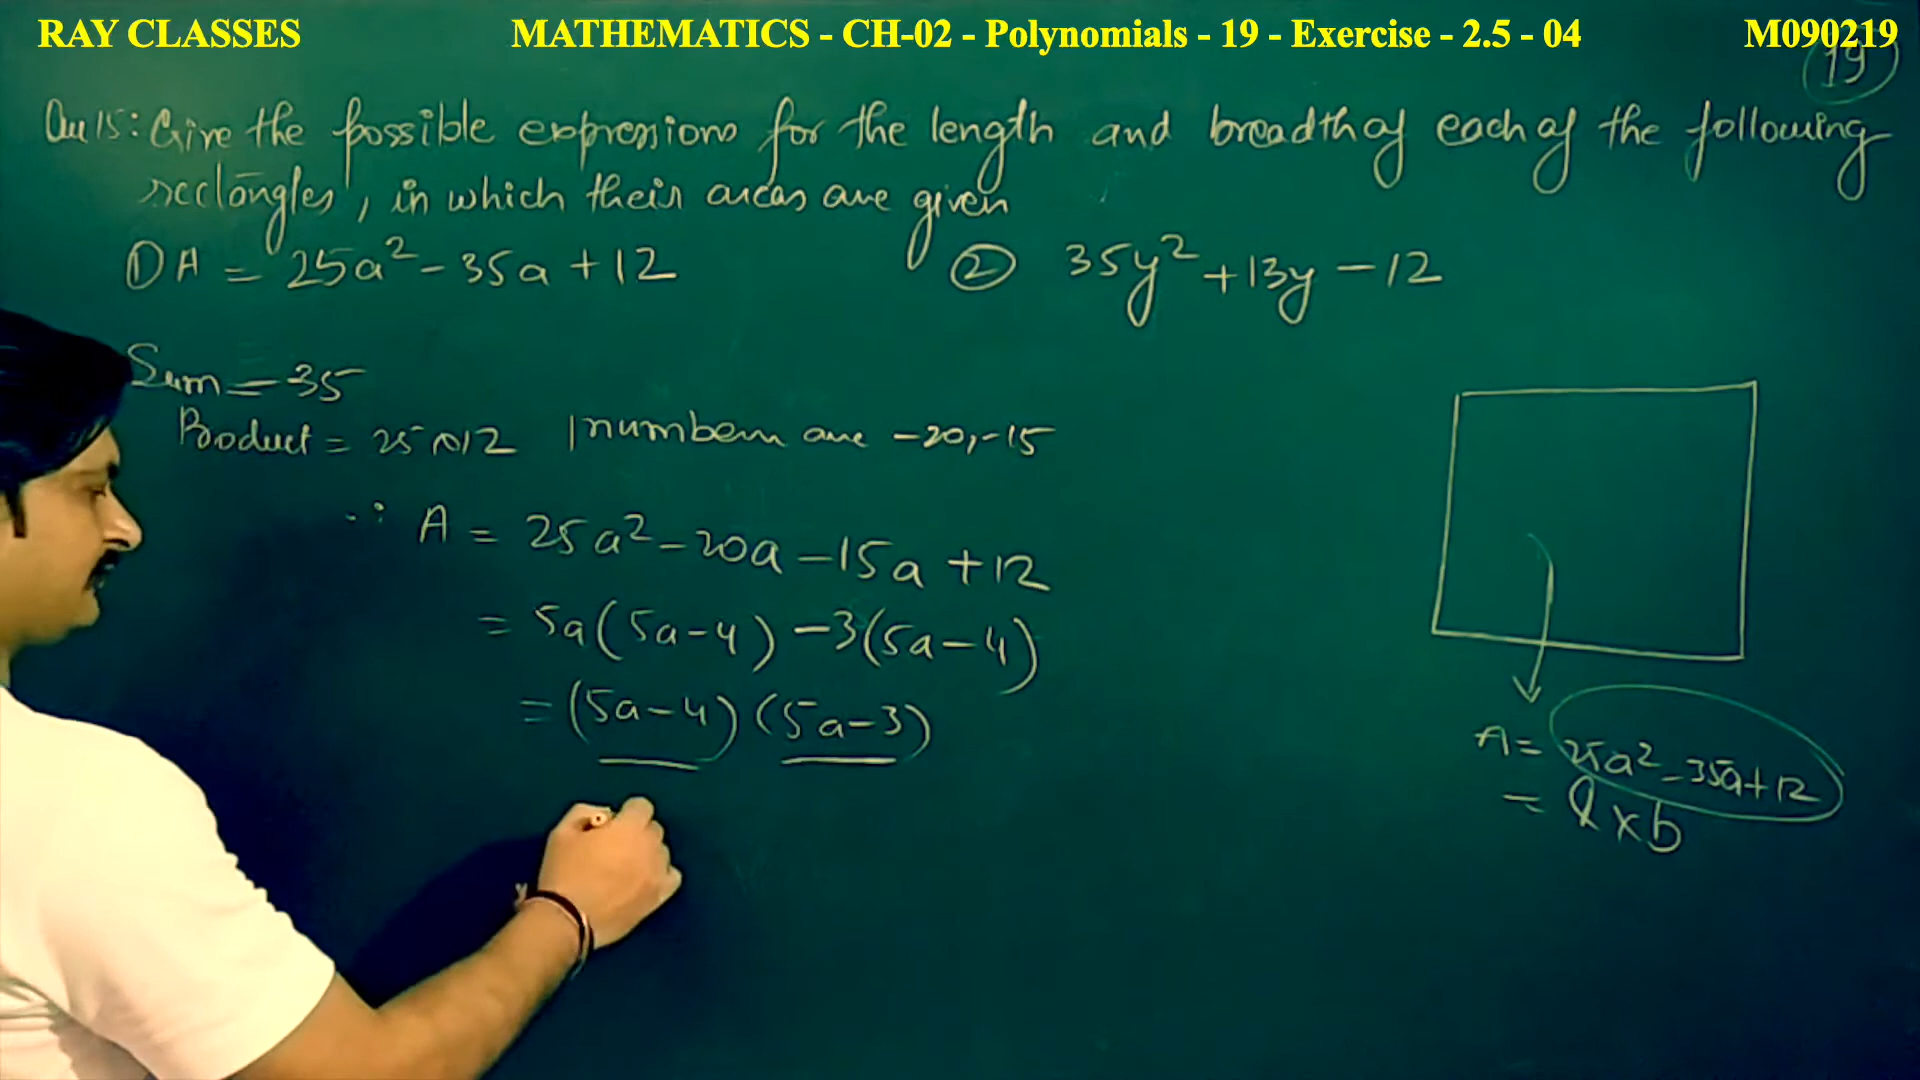 RAY CLASSES MATHEMATICS - CH-02 - Polynomials - 19 - Exercise - 2.5 - 04 M090219
19
Qu 15: Give the possible expressions for the length and breadth of each of the following
rectangles, in which their areas are given
① A = 25a² - 35a + 12 ② 35y² + 13y - 12
Sum = -35
Product = 25×12 | numbers are -20, -15
∴ A = 25a² - 20a - 15a + 12
= 5a(5a-4) - 3(5a-4)
= (5a-4) (5a-3)
A = 25a² - 35a + 12
= l × b